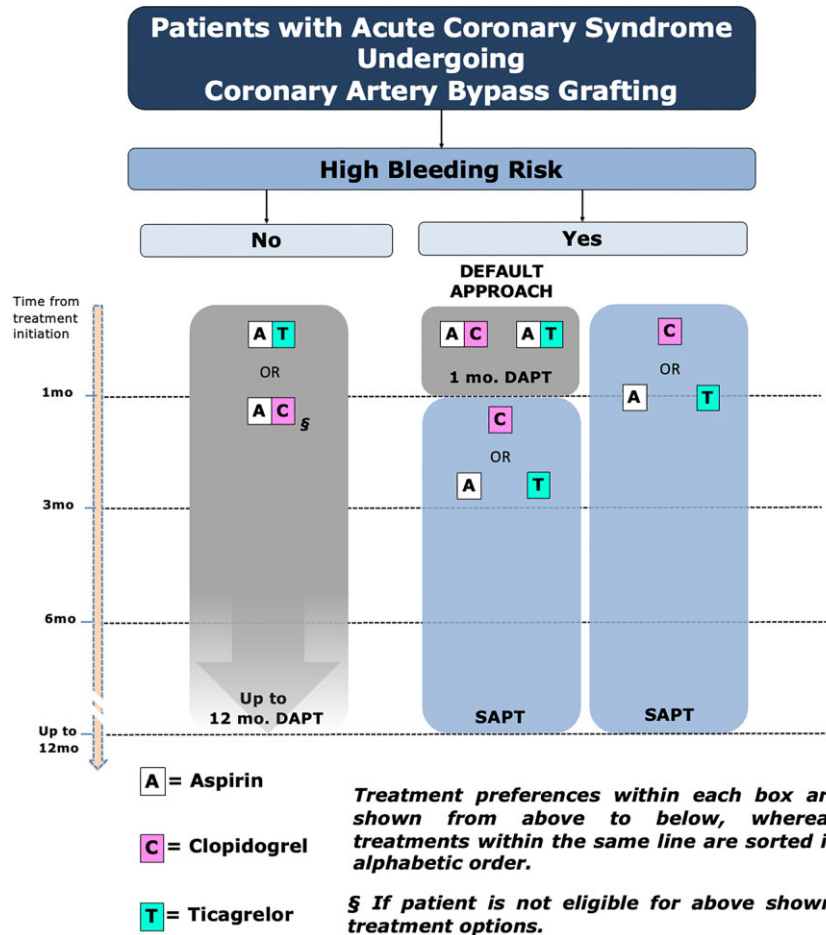 Patients with Acute Coronary Syndrome
Undergoing
Coronary Artery Bypass Grafting
High Bleeding Risk
No
Yes
DEFAULT
APPROACH
Time from
treatment
initiation
A T
A C
A T
C
OR
OR
1 mo. DAPT
1mo
A
T
A C
§
C
OR
A
T
3mo
6mo
Up to
12 mo. DAPT
SAPT
SAPT
Up to
12mo
A = Aspirin
C = Clopidogrel
T = Ticagrelor
Treatment preferences within each box ar
shown from above to below, wherea
treatments within the same line are sorted i
alphabetic order.
§ If patient is not eligible for above shown
treatment options.